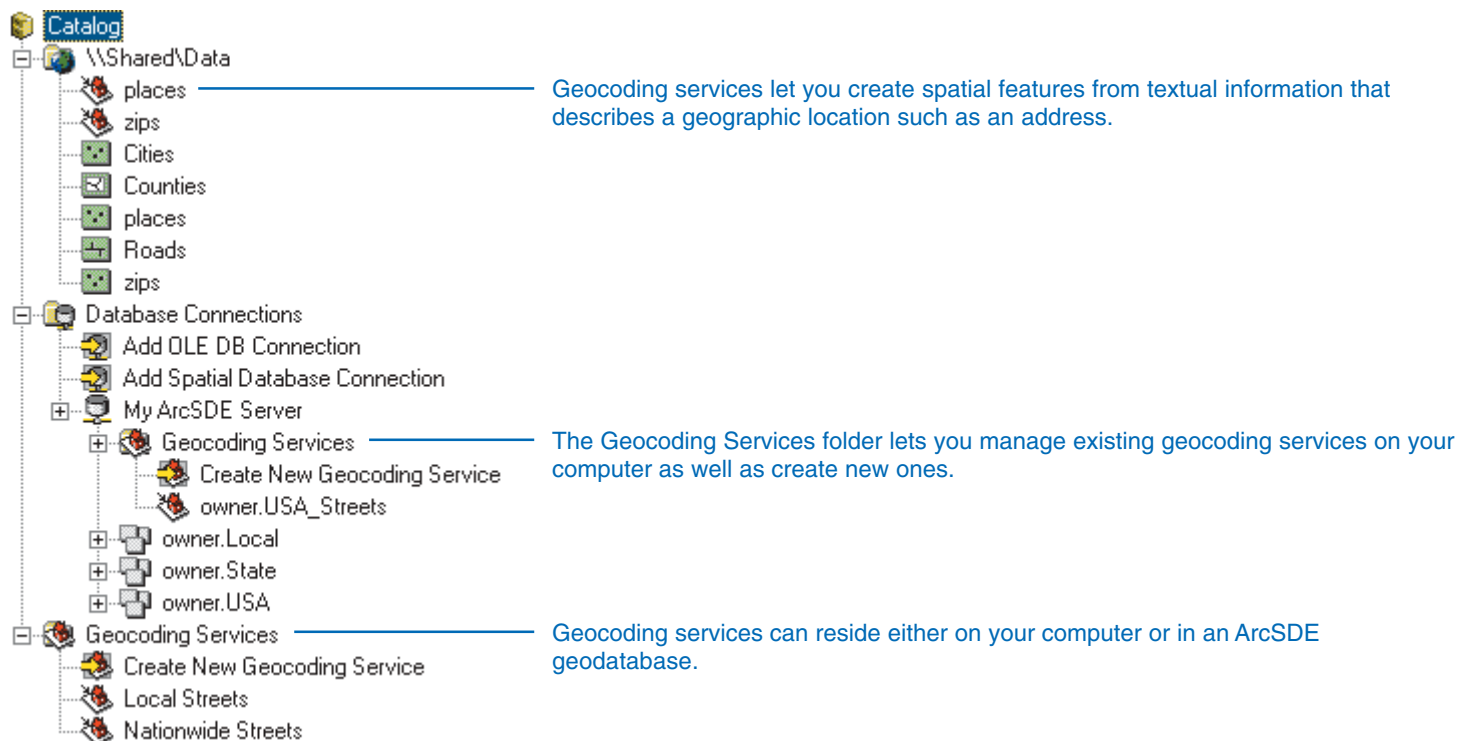 Catalog
\\Shared\Data
places
Geocoding services let you create spatial features from textual information that
describes a geographic location such as an address.
zips
Cities
Counties
places
Roads
zips
Database Connections
Add OLE DB Connection
Add Spatial Database Connection
My ArcSDE Server
Geocoding Services
The Geocoding Services folder lets you manage existing geocoding services on your
computer as well as create new ones.
Create New Geocoding Service
owner.USA_Streets
owner.Local
owner.State
owner.USA
Geocoding Services
Geocoding services can reside either on your computer or in an ArcSDE
geodatabase.
Create New Geocoding Service
Local Streets
Nationwide Streets